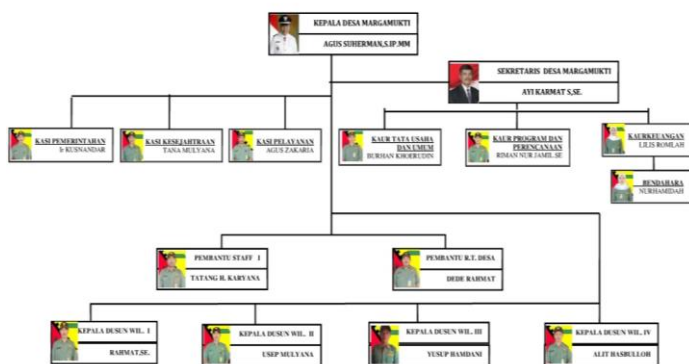 KEPALA DESA MARGAMUKTI
AGUS SUHERMAN,S.IP.MM
SEKRETARIS DESA MARGAMUKTI
AYI KARMAT S,SE.
KASI PEMERINTAHAN
Ir KUSNANDAR
KASI KESEJAHTRAAN
TANA MULYANA
KASI PELAYANAN
AGUS ZAKARIA
KAUR TATA USAHA
DAN UMUM
BURHAN KHOERUDIN
KAUR PROGRAM DAN
PERENCANAAN
RIMAN NUR JAMIL.SE
KAURKEUANGAN
LILIS ROMLAH
BENDAHARA
NURHAMIDAH
PEMBANTU STAFF I
TATANG H. KARYANA
PEMBANTU R.T. DESA
DEDE RAHMAT
KEPALA DUSUN WIL. I
RAHMAT,SE.
KEPALA DUSUN WIL. II
USEP MULYANA
KEPALA DUSUN WIL. III
YUSUP HAMDANI
KEPALA DUSUN WIL. IV
ALIT HASBULLOH